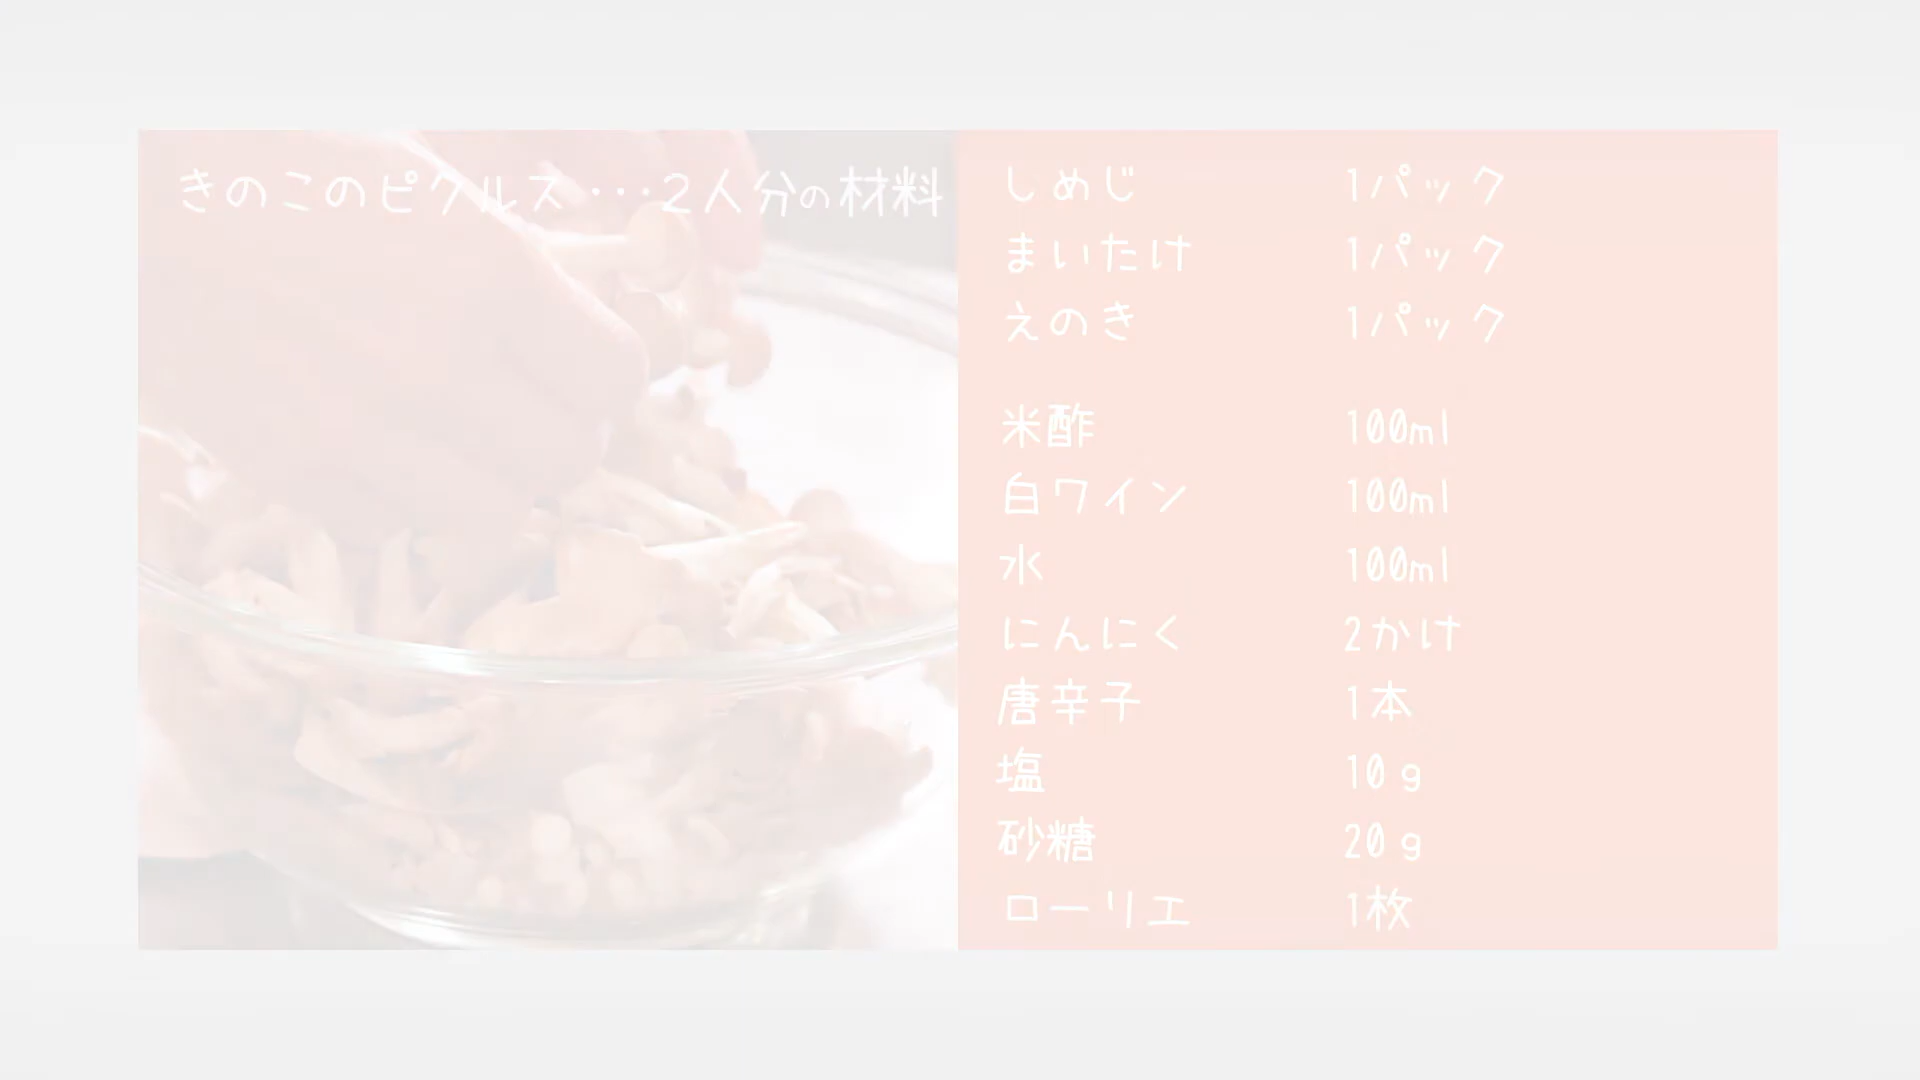 きのこのピクルス ･･･2人分の材料
しめじ 1パック
まいたけ 1パック
えのき 1パック
米酢 100ml
白ワイン 100ml
水 100ml
にんにく 2かけ
唐辛子 1本
塩 10g
砂糖 20g
ローリエ 1枚